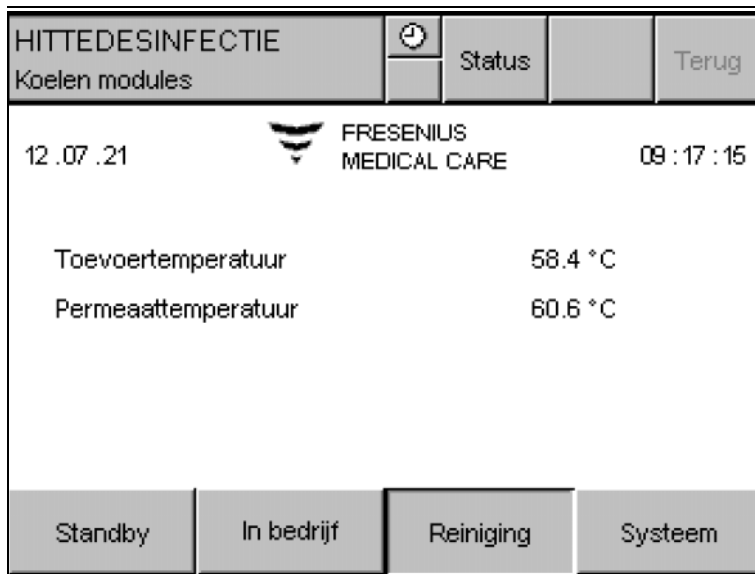 HITTEDESINFECTIE
Koelen modules
Status
Terug
12.07.21
FRESENIUS
MEDICAL CARE
09:17:15
Toevoertemperatuur 58.4 °C
Permeaattemperatuur 60.6 °C
Standby
In bedrijf
Reiniging
Systeem